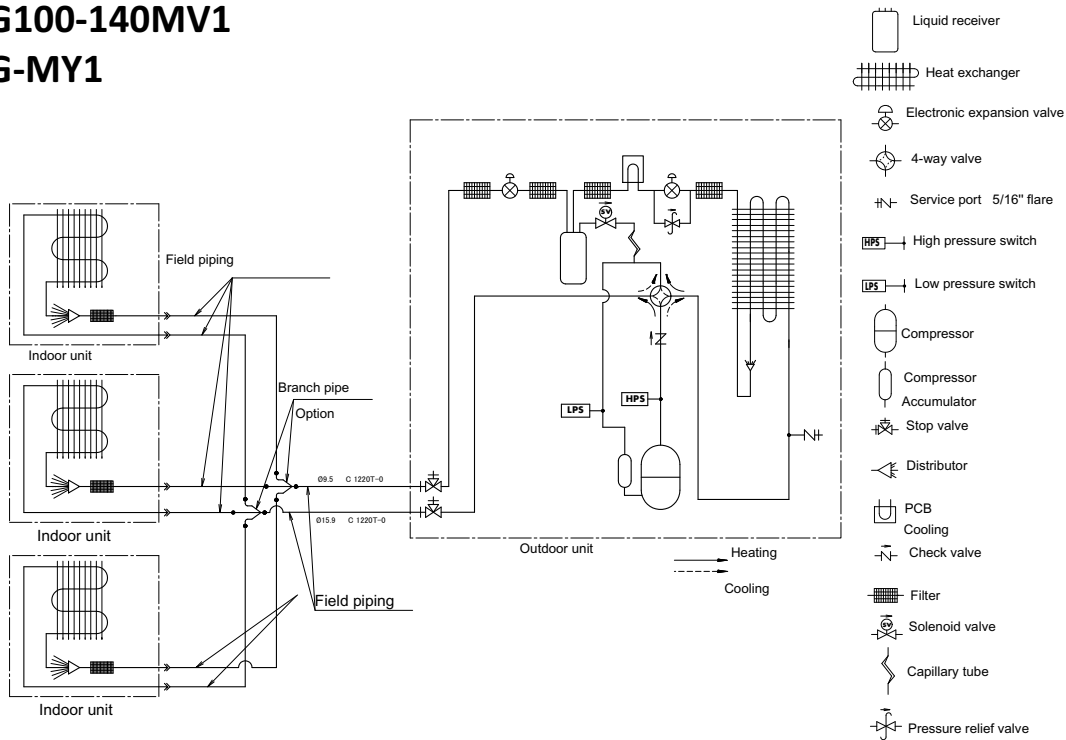 G100-140MV1
G-MY1
Liquid receiver
Heat exchanger
Electronic expansion valve
4-way valve
Service port 5/16" flare
HPS High pressure switch
LPS Low pressure switch
Compressor
Compressor
Accumulator
Stop valve
Distributor
PCB
Cooling
Check valve
Filter
SV
Solenoid valve
Capillary tube
Pressure relief valve
Field piping
Indoor unit
Branch pipe
Option
Ø9.5 C 1220T-0
Ø15.9 C 1220T-0
Indoor unit
Field piping
Indoor unit
SV
LPS
HPS
Outdoor unit
Heating
Cooling